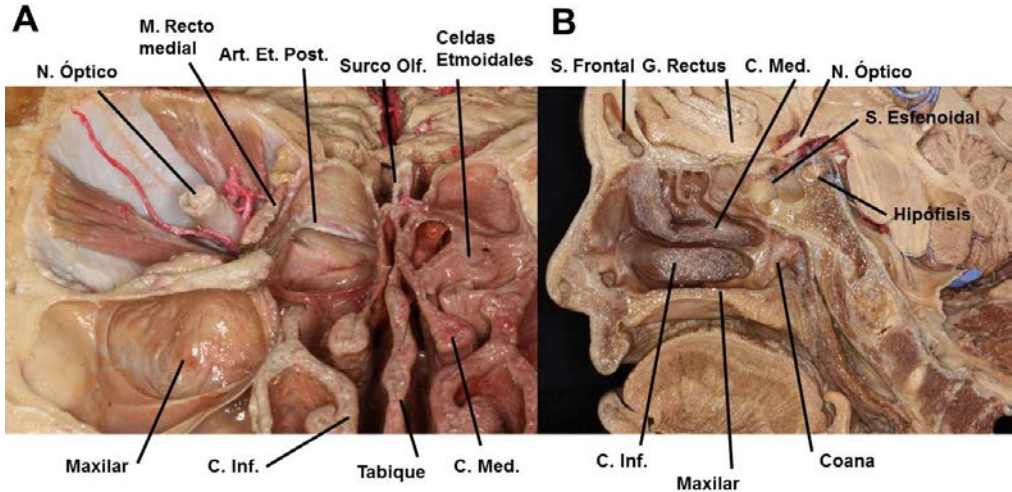 A
M. Recto
medial
N. Óptico
Art. Et. Post.
Surco Olf.
Celdas
Etmoidales
Maxilar
C. Inf.
Tabique
C. Med.
B
S. Frontal
G. Rectus
C. Med.
N. Óptico
S. Esfenoidal
Hipófisis
C. Inf.
Maxilar
Coana